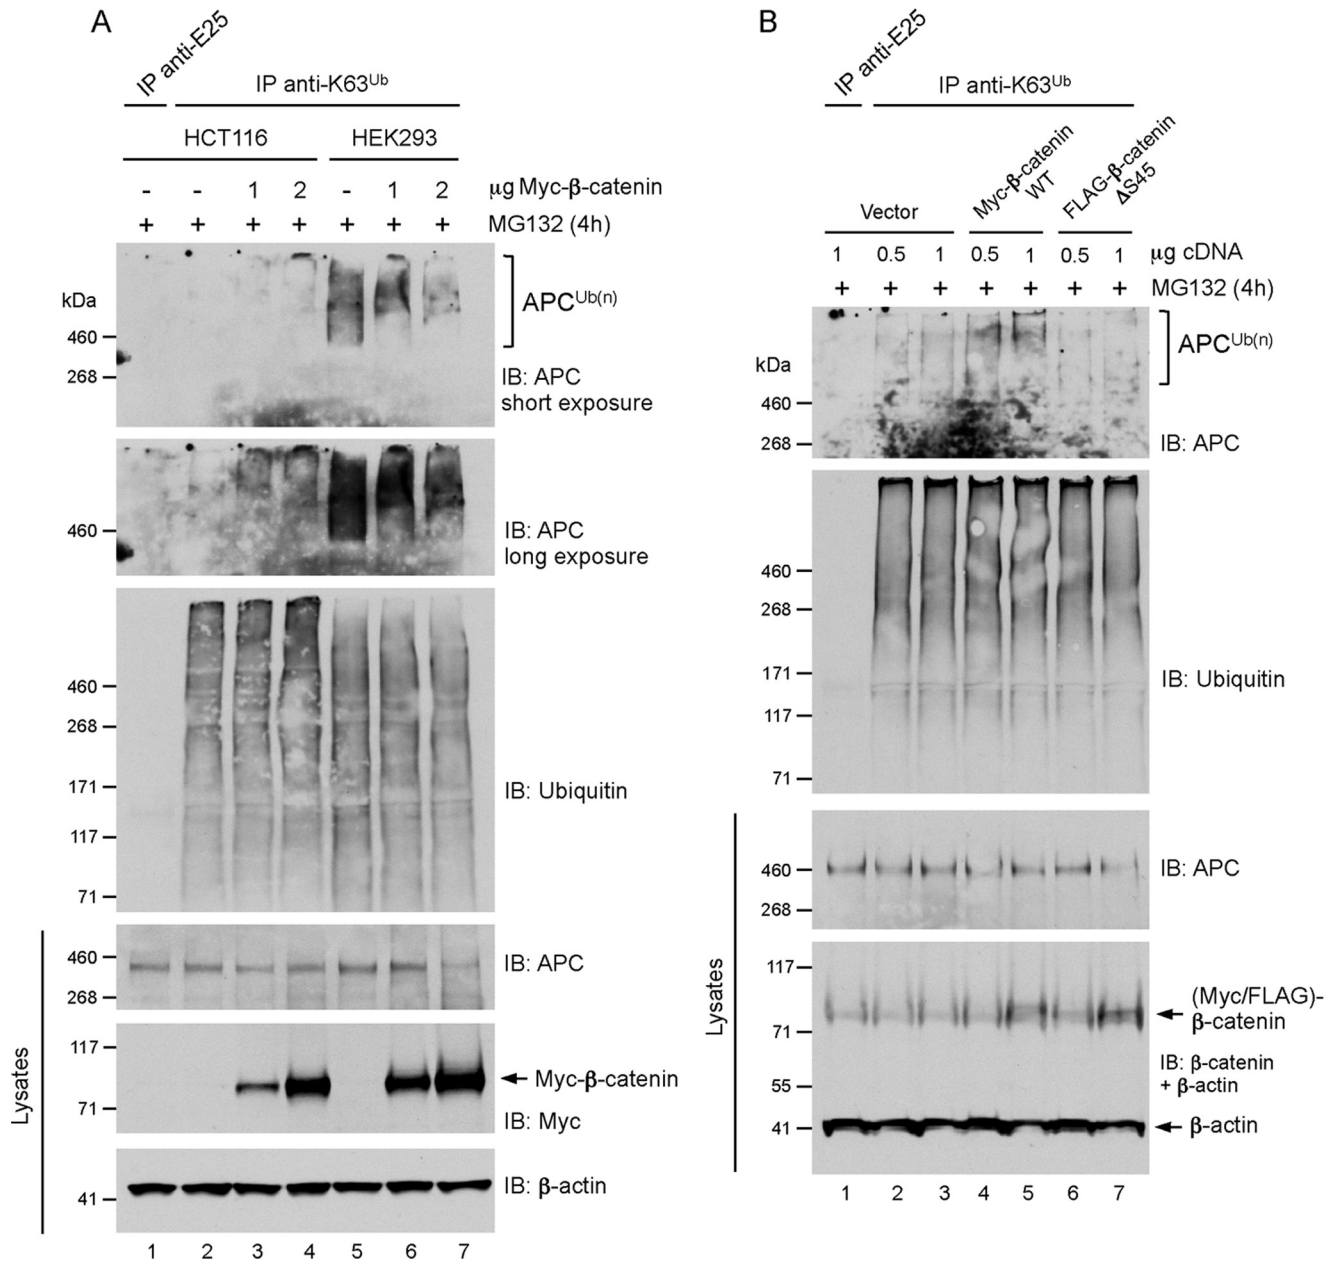 A
IP anti-E25
IP anti-K63Ub
HCT116 HEK293
- - 1 2 - 1 2 µg Myc-β-catenin
+ + + + + + + MG132 (4h)
kDa
460
268
APCUb(n)
IB: APC
short exposure
460
IB: APC
long exposure
460
268
171
117
71
IB: Ubiquitin
Lysates
460
268
IB: APC
117
71
Myc-β-catenin
IB: Myc
41
IB: β-actin
1 2 3 4 5 6 7
B
IP anti-E25
IP anti-K63Ub
Vector
Myc-β-catenin
WT
FLAG-β-catenin
ΔS45
1 0.5 1 0.5 1 0.5 1 µg cDNA
+ + + + + + + MG132 (4h)
kDa
460
268
APCUb(n)
IB: APC
460
268
171
117
71
IB: Ubiquitin
Lysates
460
268
IB: APC
117
71
55
41
(Myc/FLAG)-
β-catenin
IB: β-catenin
+ β-actin
β-actin
1 2 3 4 5 6 7